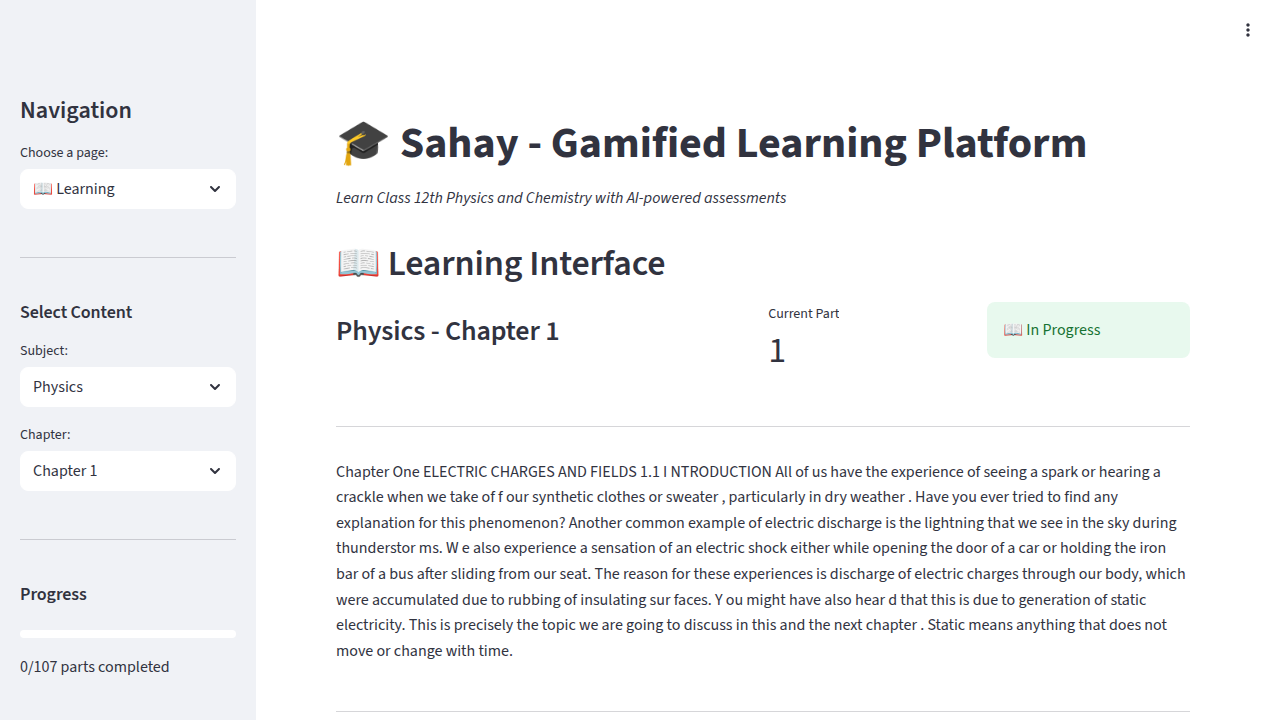 Navigation
Choose a page:
📖 Learning
Select Content
Subject:
Physics
Chapter:
Chapter 1
Progress
0/107 parts completed
🎓 Sahay - Gamified Learning Platform
Learn Class 12th Physics and Chemistry with AI-powered assessments
📖 Learning Interface
Physics - Chapter 1
Current Part
1
📖 In Progress
Chapter One ELECTRIC CHARGES AND FIELDS 1.1 I NTRODUCTION All of us have the experience of seeing a spark or hearing a
crackle when we take of f our synthetic clothes or sweater , particularly in dry weather . Have you ever tried to find any
explanation for this phenomenon? Another common example of electric discharge is the lightning that we see in the sky during
thunderstor ms. W e also experience a sensation of an electric shock either while opening the door of a car or holding the iron
bar of a bus after sliding from our seat. The reason for these experiences is discharge of electric charges through our body, which
were accumulated due to rubbing of insulating sur faces. Y ou might have also hear d that this is due to generation of static
electricity. This is precisely the topic we are going to discuss in this and the next chapter . Static means anything that does not
move or change with time.